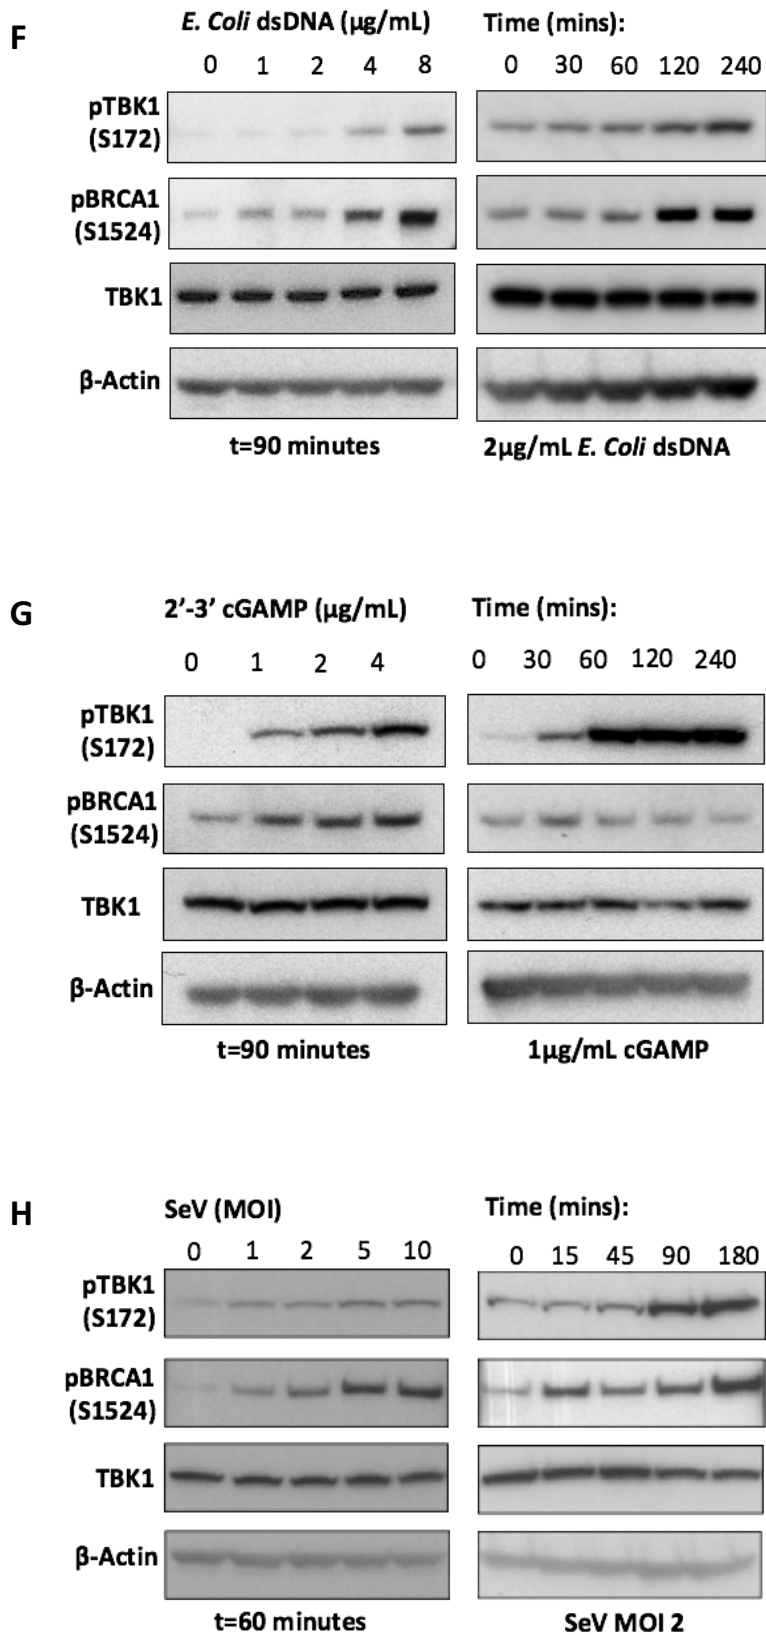 F
E. Coli dsDNA (µg/mL) Time (mins):
0 1 2 4 8 0 30 60 120 240
pTBK1
(S172)
pBRCA1
(S1524)
TBK1
β-Actin
t=90 minutes 2µg/mL E. Coli dsDNA
G
2’-3’ cGAMP (µg/mL) Time (mins):
0 1 2 4 0 30 60 120 240
pTBK1
(S172)
pBRCA1
(S1524)
TBK1
β-Actin
t=90 minutes 1µg/mL cGAMP
H
SeV (MOI) Time (mins):
0 1 2 5 10 0 15 45 90 180
pTBK1
(S172)
pBRCA1
(S1524)
TBK1
β-Actin
t=60 minutes SeV MOI 2